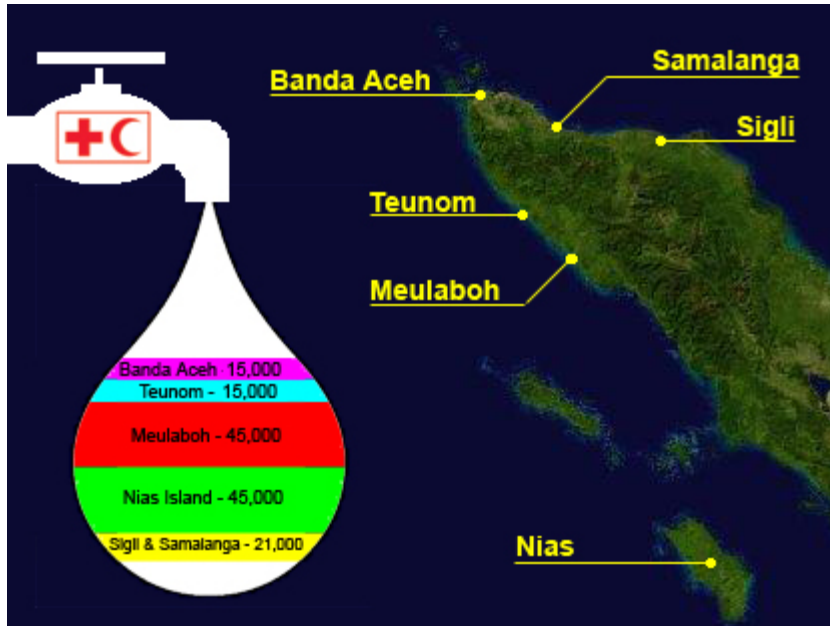 Banda Aceh
Samalanga
Sigli
Teunom
Meulaboh
Nias
Banda Aceh - 15,000
Teunom - 15,000
Meulaboh - 45,000
Nias Island - 45,000
Sigli & Samalanga - 21,000